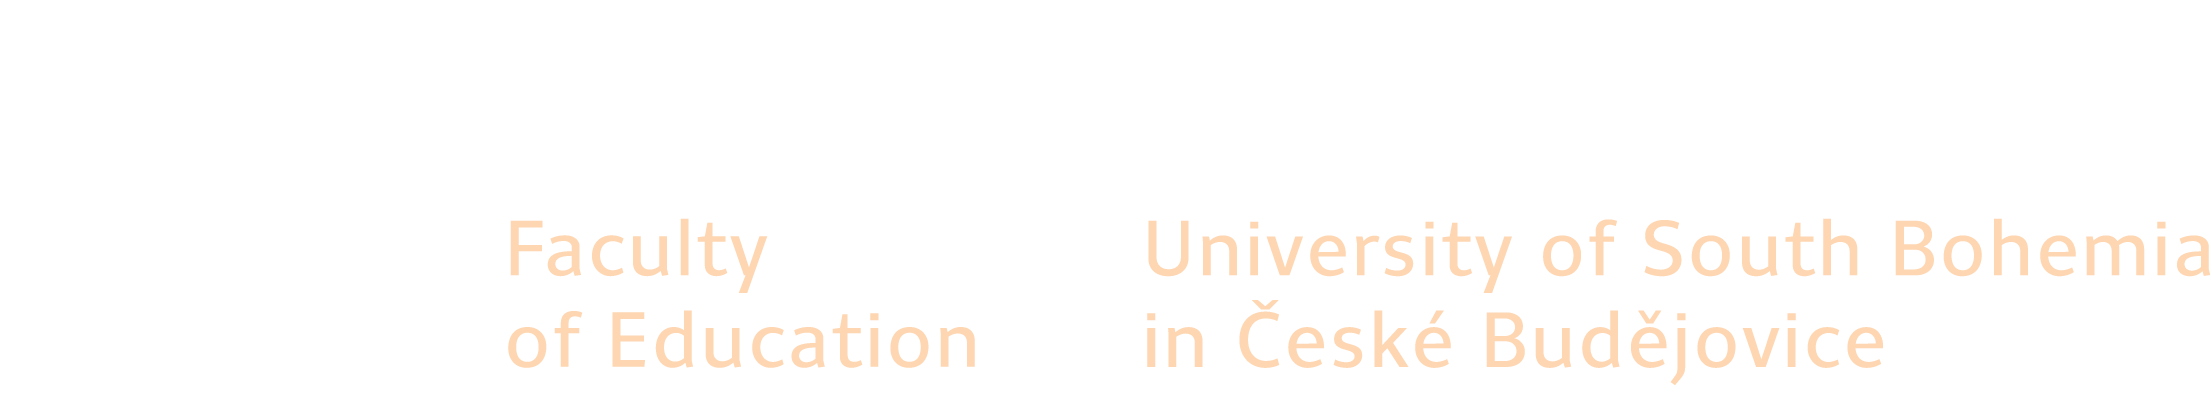 Faculty
of Education
University of South Bohemia
in České Budějovice